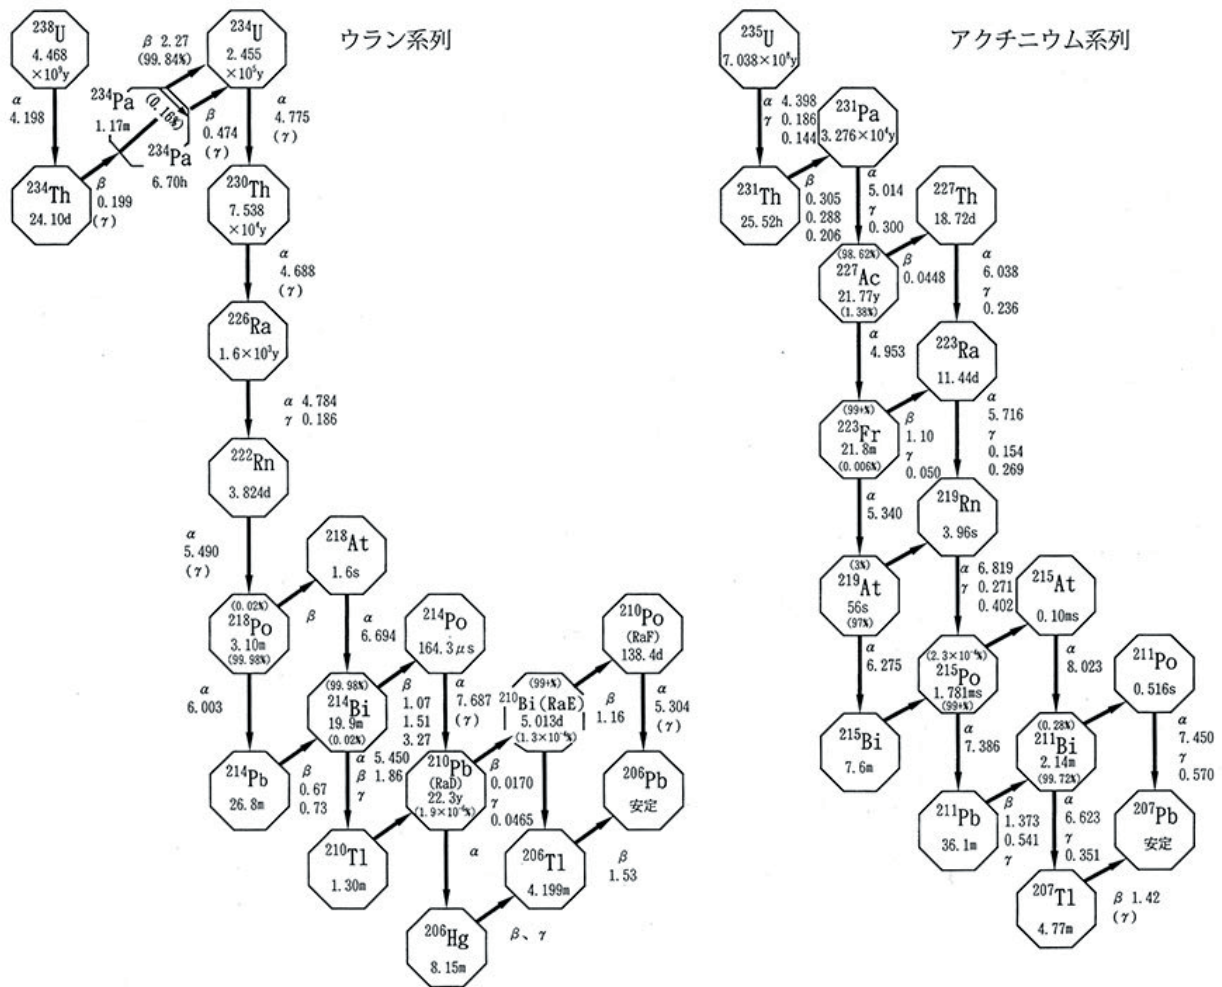 ウラン系列
²³⁸U
4.468
×10⁹y
α
4.198
²³⁴Th
24.10d
β
0.199
(γ)
²³⁴Pa
1.17m
β 2.27
(99.84%)
(0.16%)
²³⁴Pa
6.70h
β
0.474
(γ)
²³⁴U
2.455
×10⁵y
α
4.775
(γ)
²³⁰Th
7.538
×10⁴y
α
4.688
(γ)
²²⁶Ra
1.6×10³y
α 4.784
γ 0.186
²²²Rn
3.824d
α
5.490
(γ)
(0.02%)
²¹⁸Po
3.10m
(99.98%)
β
²¹⁸At
1.6s
α
6.694
α
6.003
²¹⁴Pb
26.8m
β
0.67
0.73
(99.98%)
²¹⁴Bi
19.9m
(0.02%)
β
1.07
1.51
3.27
²¹⁴Po
164.3μs
α
7.687
(γ)
α 5.450
β 1.86
γ
²¹⁰Tl
1.30m
²¹⁰Pb
(RaD)
22.3y
(1.9×10⁻⁶%)
β
0.0170
γ
0.0465
(99+%)
²¹⁰Bi(RaE)
5.013d
(1.3×10⁻⁴%)
β
1.16
²¹⁰Po
(RaF)
138.4d
α
5.304
(γ)
²⁰⁶Pb
安定
α
²⁰⁶Hg
8.15m
β、γ
²⁰⁶Tl
4.199m
β
1.53
アクチニウム系列
²³⁵U
7.038×10⁸y
α 4.398
γ 0.186
0.144
²³¹Th
25.52h
β
0.305
0.288
0.206
²³¹Pa
3.276×10⁴y
α
5.014
γ
0.300
(98.62%)
²²⁷Ac
21.77y
(1.38%)
β
0.0448
²²⁷Th
18.72d
α
6.038
γ
0.236
α
4.953
(99+%)
²²³Fr
21.8m
(0.006%)
β
1.10
γ
0.050
²²³Ra
11.44d
α
5.716
γ
0.154
0.269
α
5.340
(3%)
²¹⁹At
56s
(97%)
²¹⁹Rn
3.96s
α 6.819
γ 0.271
0.402
α
6.275
²¹⁵Bi
7.6m
(2.3×10⁻⁴%)
²¹⁵Po
1.781ms
(99+%)
²¹⁵At
0.10ms
α
8.023
α
7.386
²¹¹Pb
36.1m
β
1.373
0.541
γ
(0.28%)
²¹¹Bi
2.14m
(99.72%)
²¹¹Po
0.516s
α
7.450
γ
0.570
α
6.623
γ
0.351
²⁰⁷Tl
4.77m
β 1.42
(γ)
²⁰⁷Pb
安定